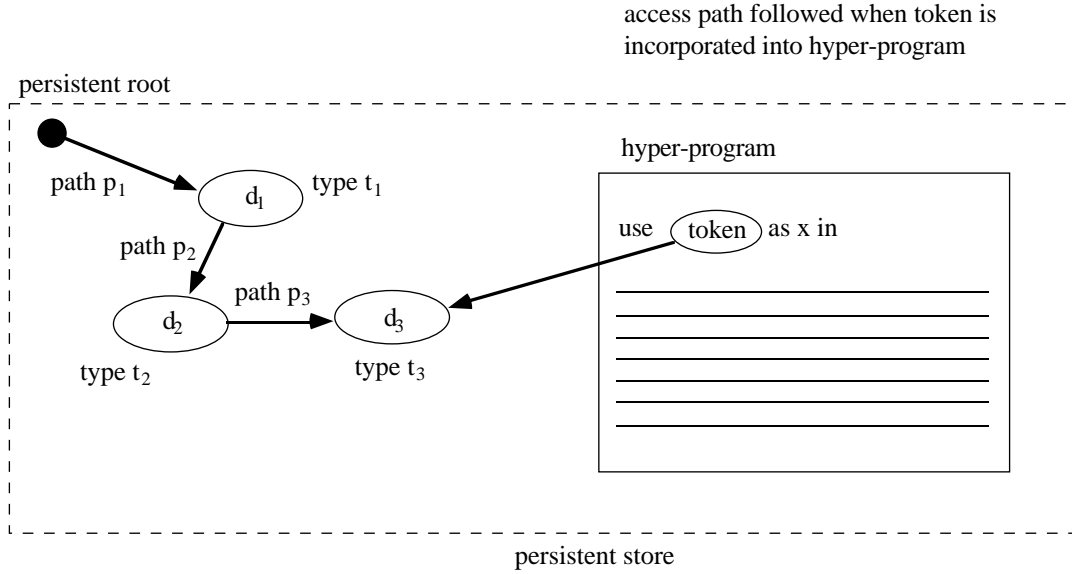 access path followed when token is
incorporated into hyper-program
persistent root
hyper-program
path p₁
d₁
type t₁
use token as x in
path p₂
path p₃
d₂
d₃
type t₂
type t₃
persistent store